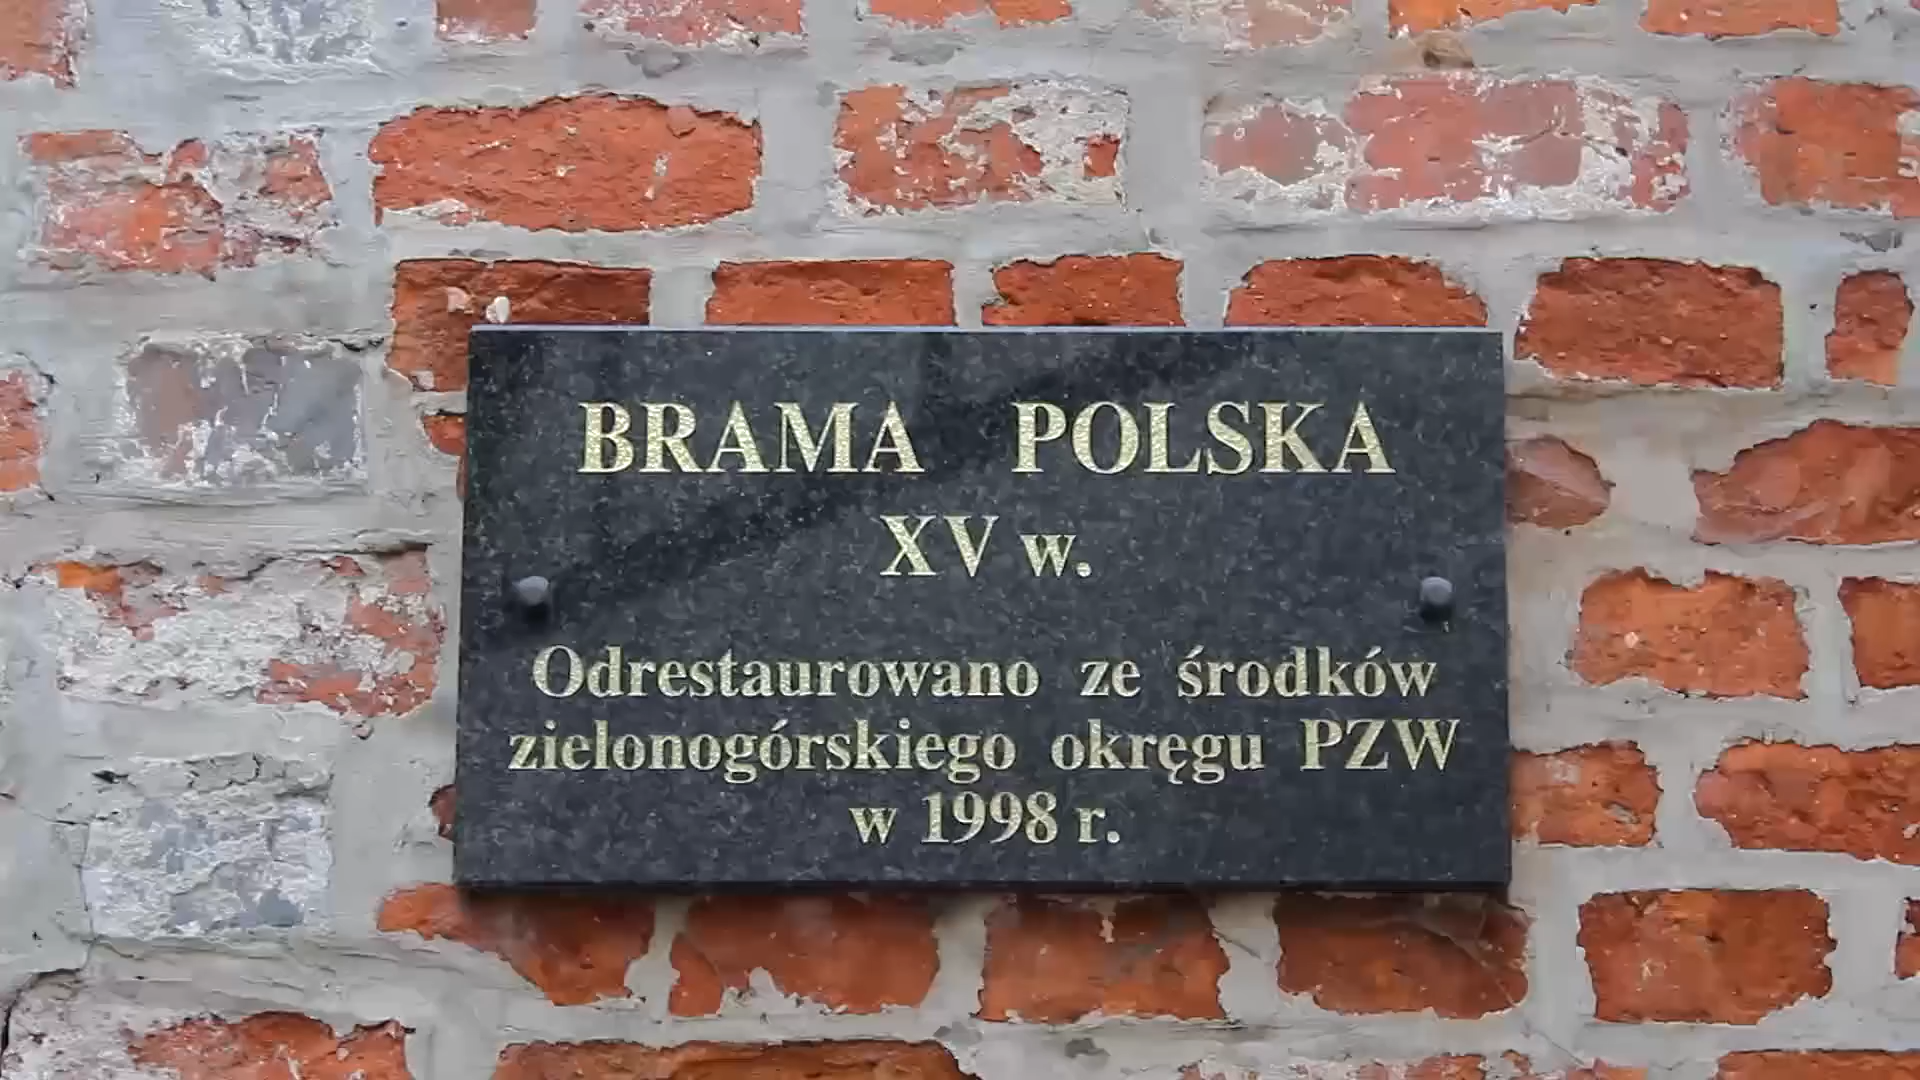 BRAMA POLSKA
XV w.
Odrestaurowano ze środków
zielonogórskiego okręgu PZW
w 1998 r.